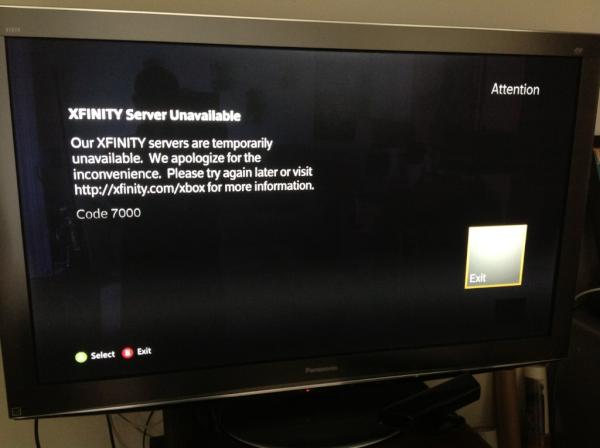 Attention
XFINITY Server Unavailable
Our XFINITY servers are temporarily
unavailable. We apologize for the
inconvenience. Please try again later or visit
http://xfinity.com/xbox for more information.
Code 7000
Exit
Select B Exit
Panasonic